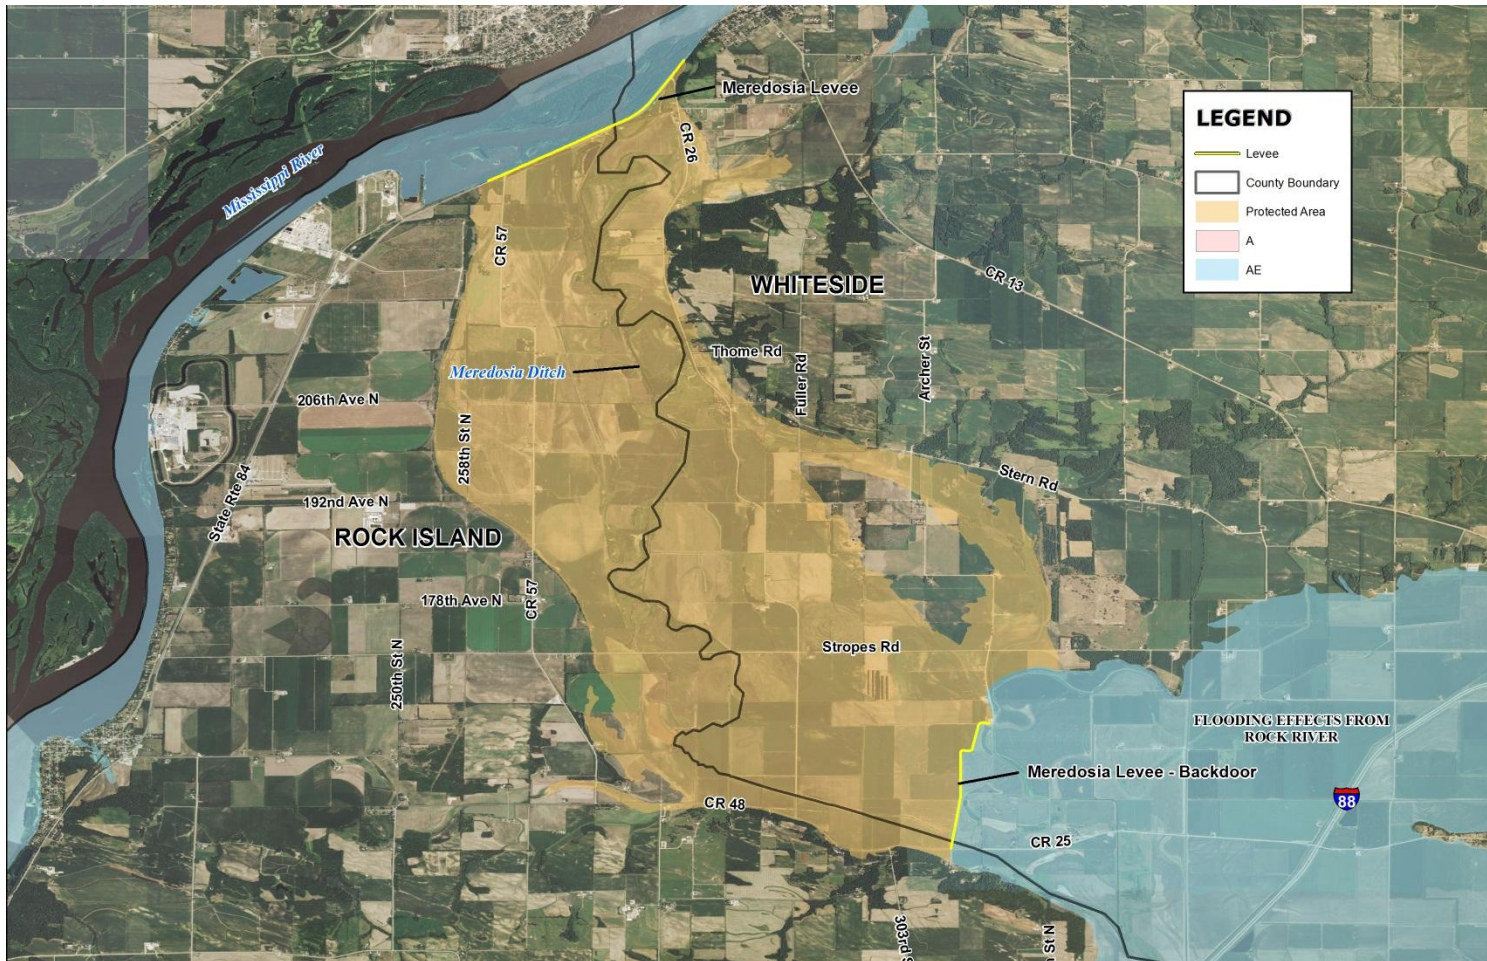 Meredosia Levee
CR 26
Mississippi River
CR 57
WHITESIDE
CR 13
LEGEND
Levee
County Boundary
Protected Area
A
AE
Thome Rd
Meredosia Ditch
Fuller Rd
Archer St
206th Ave N
258th St N
Stern Rd
State Rte 84
192nd Ave N
ROCK ISLAND
178th Ave N
CR 57
250th St N
Stropes Rd
FLOODING EFFECTS FROM
ROCK RIVER
Meredosia Levee - Backdoor
88
CR 48
CR 25
303rd S
St N